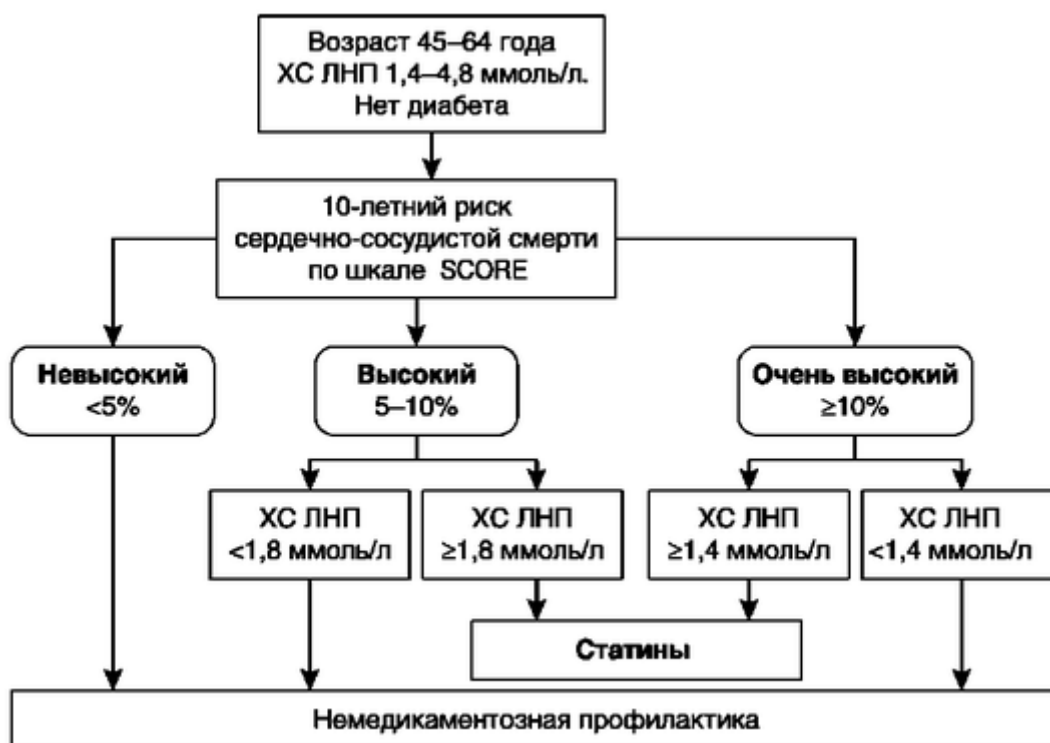 Возраст 45–64 года
ХС ЛНП 1,4–4,8 ммоль/л.
Нет диабета
10-летний риск
сердечно-сосудистой смерти
по шкале SCORE
Невысокий
<5%
Высокий
5–10%
Очень высокий
≥10%
ХС ЛНП
<1,8 ммоль/л
ХС ЛНП
≥1,8 ммоль/л
ХС ЛНП
≥1,4 ммоль/л
ХС ЛНП
<1,4 ммоль/л
Статины
Немедикаментозная профилактика